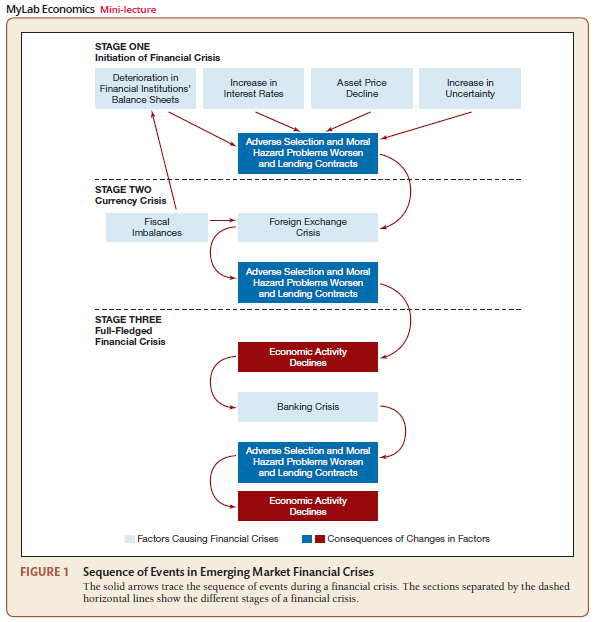 MyLab Economics Mini-lecture
STAGE ONE
Initiation of Financial Crisis
Deterioration in
Financial Institutions'
Balance Sheets
Increase in
Interest Rates
Asset Price
Decline
Increase in
Uncertainty
Adverse Selection and Moral
Hazard Problems Worsen
and Lending Contracts
STAGE TWO
Currency Crisis
Fiscal
Imbalances
Foreign Exchange
Crisis
Adverse Selection and Moral
Hazard Problems Worsen
and Lending Contracts
STAGE THREE
Full-Fledged
Financial Crisis
Economic Activity
Declines
Banking Crisis
Adverse Selection and Moral
Hazard Problems Worsen
and Lending Contracts
Economic Activity
Declines
Factors Causing Financial Crises
Consequences of Changes in Factors
FIGURE 1 Sequence of Events in Emerging Market Financial Crises
The solid arrows trace the sequence of events during a financial crisis. The sections separated by the dashed
horizontal lines show the different stages of a financial crisis.